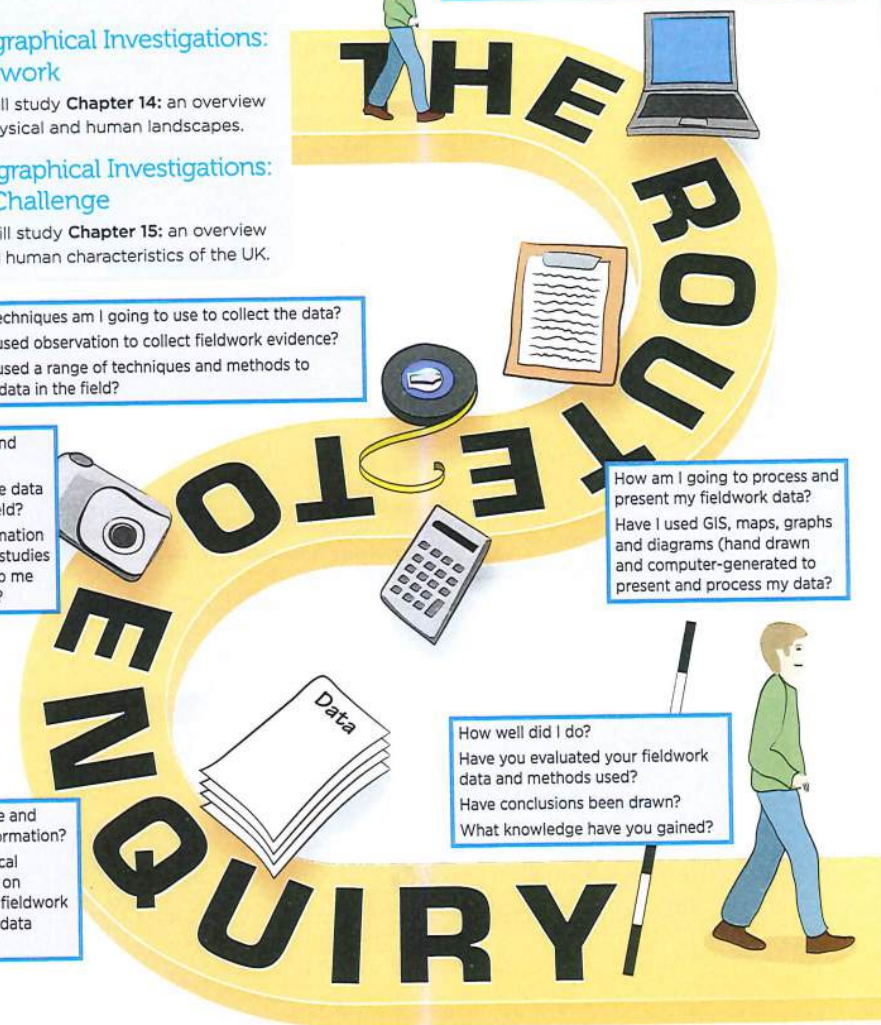 graphical Investigations:
work
ll study Chapter 14: an overview
ysical and human landscapes.
graphical Investigations:
Challenge
ill study Chapter 15: an overview
human characteristics of the UK.
THE ROUTE TO ENQUIRY
echniques am I going to use to collect the data?
used observation to collect fieldwork evidence?
used a range of techniques and methods to
data in the field?
nd
e data
eld?
mation
studies
o me
?
How am I going to process and
present my fieldwork data?
Have I used GIS, maps, graphs
and diagrams (hand drawn
and computer-generated to
present and process my data?
Data
How well did I do?
Have you evaluated your fieldwork
data and methods used?
Have conclusions been drawn?
What knowledge have you gained?
e and
ormation?
cal
on
fieldwork
data